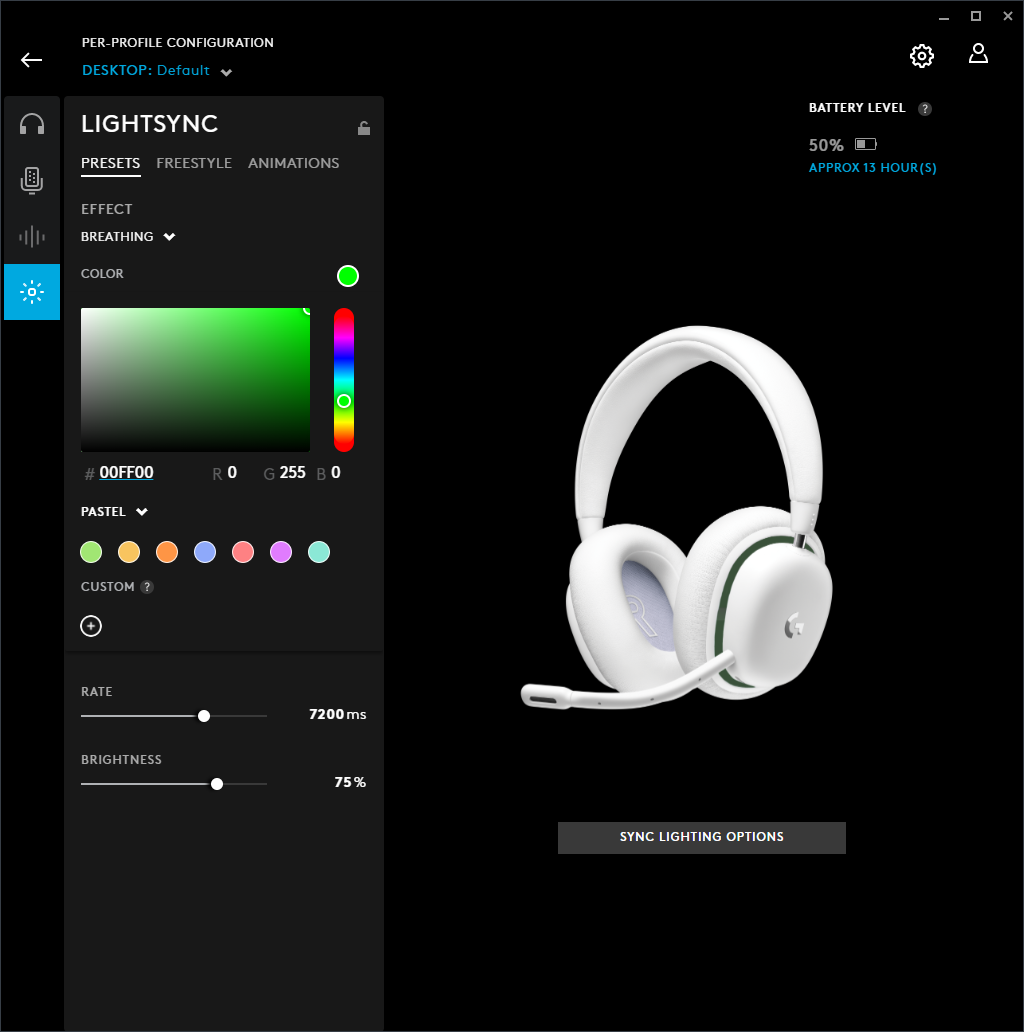 PER-PROFILE CONFIGURATION
DESKTOP: Default
BATTERY LEVEL ?
50%
APPROX 13 HOUR(S)
LIGHTSYNC
PRESETS FREESTYLE ANIMATIONS
EFFECT
BREATHING
COLOR
# 00FF00 R 0 G 255 B 0
PASTEL
CUSTOM ?
RATE
7200 ms
BRIGHTNESS
75%
R
G
SYNC LIGHTING OPTIONS